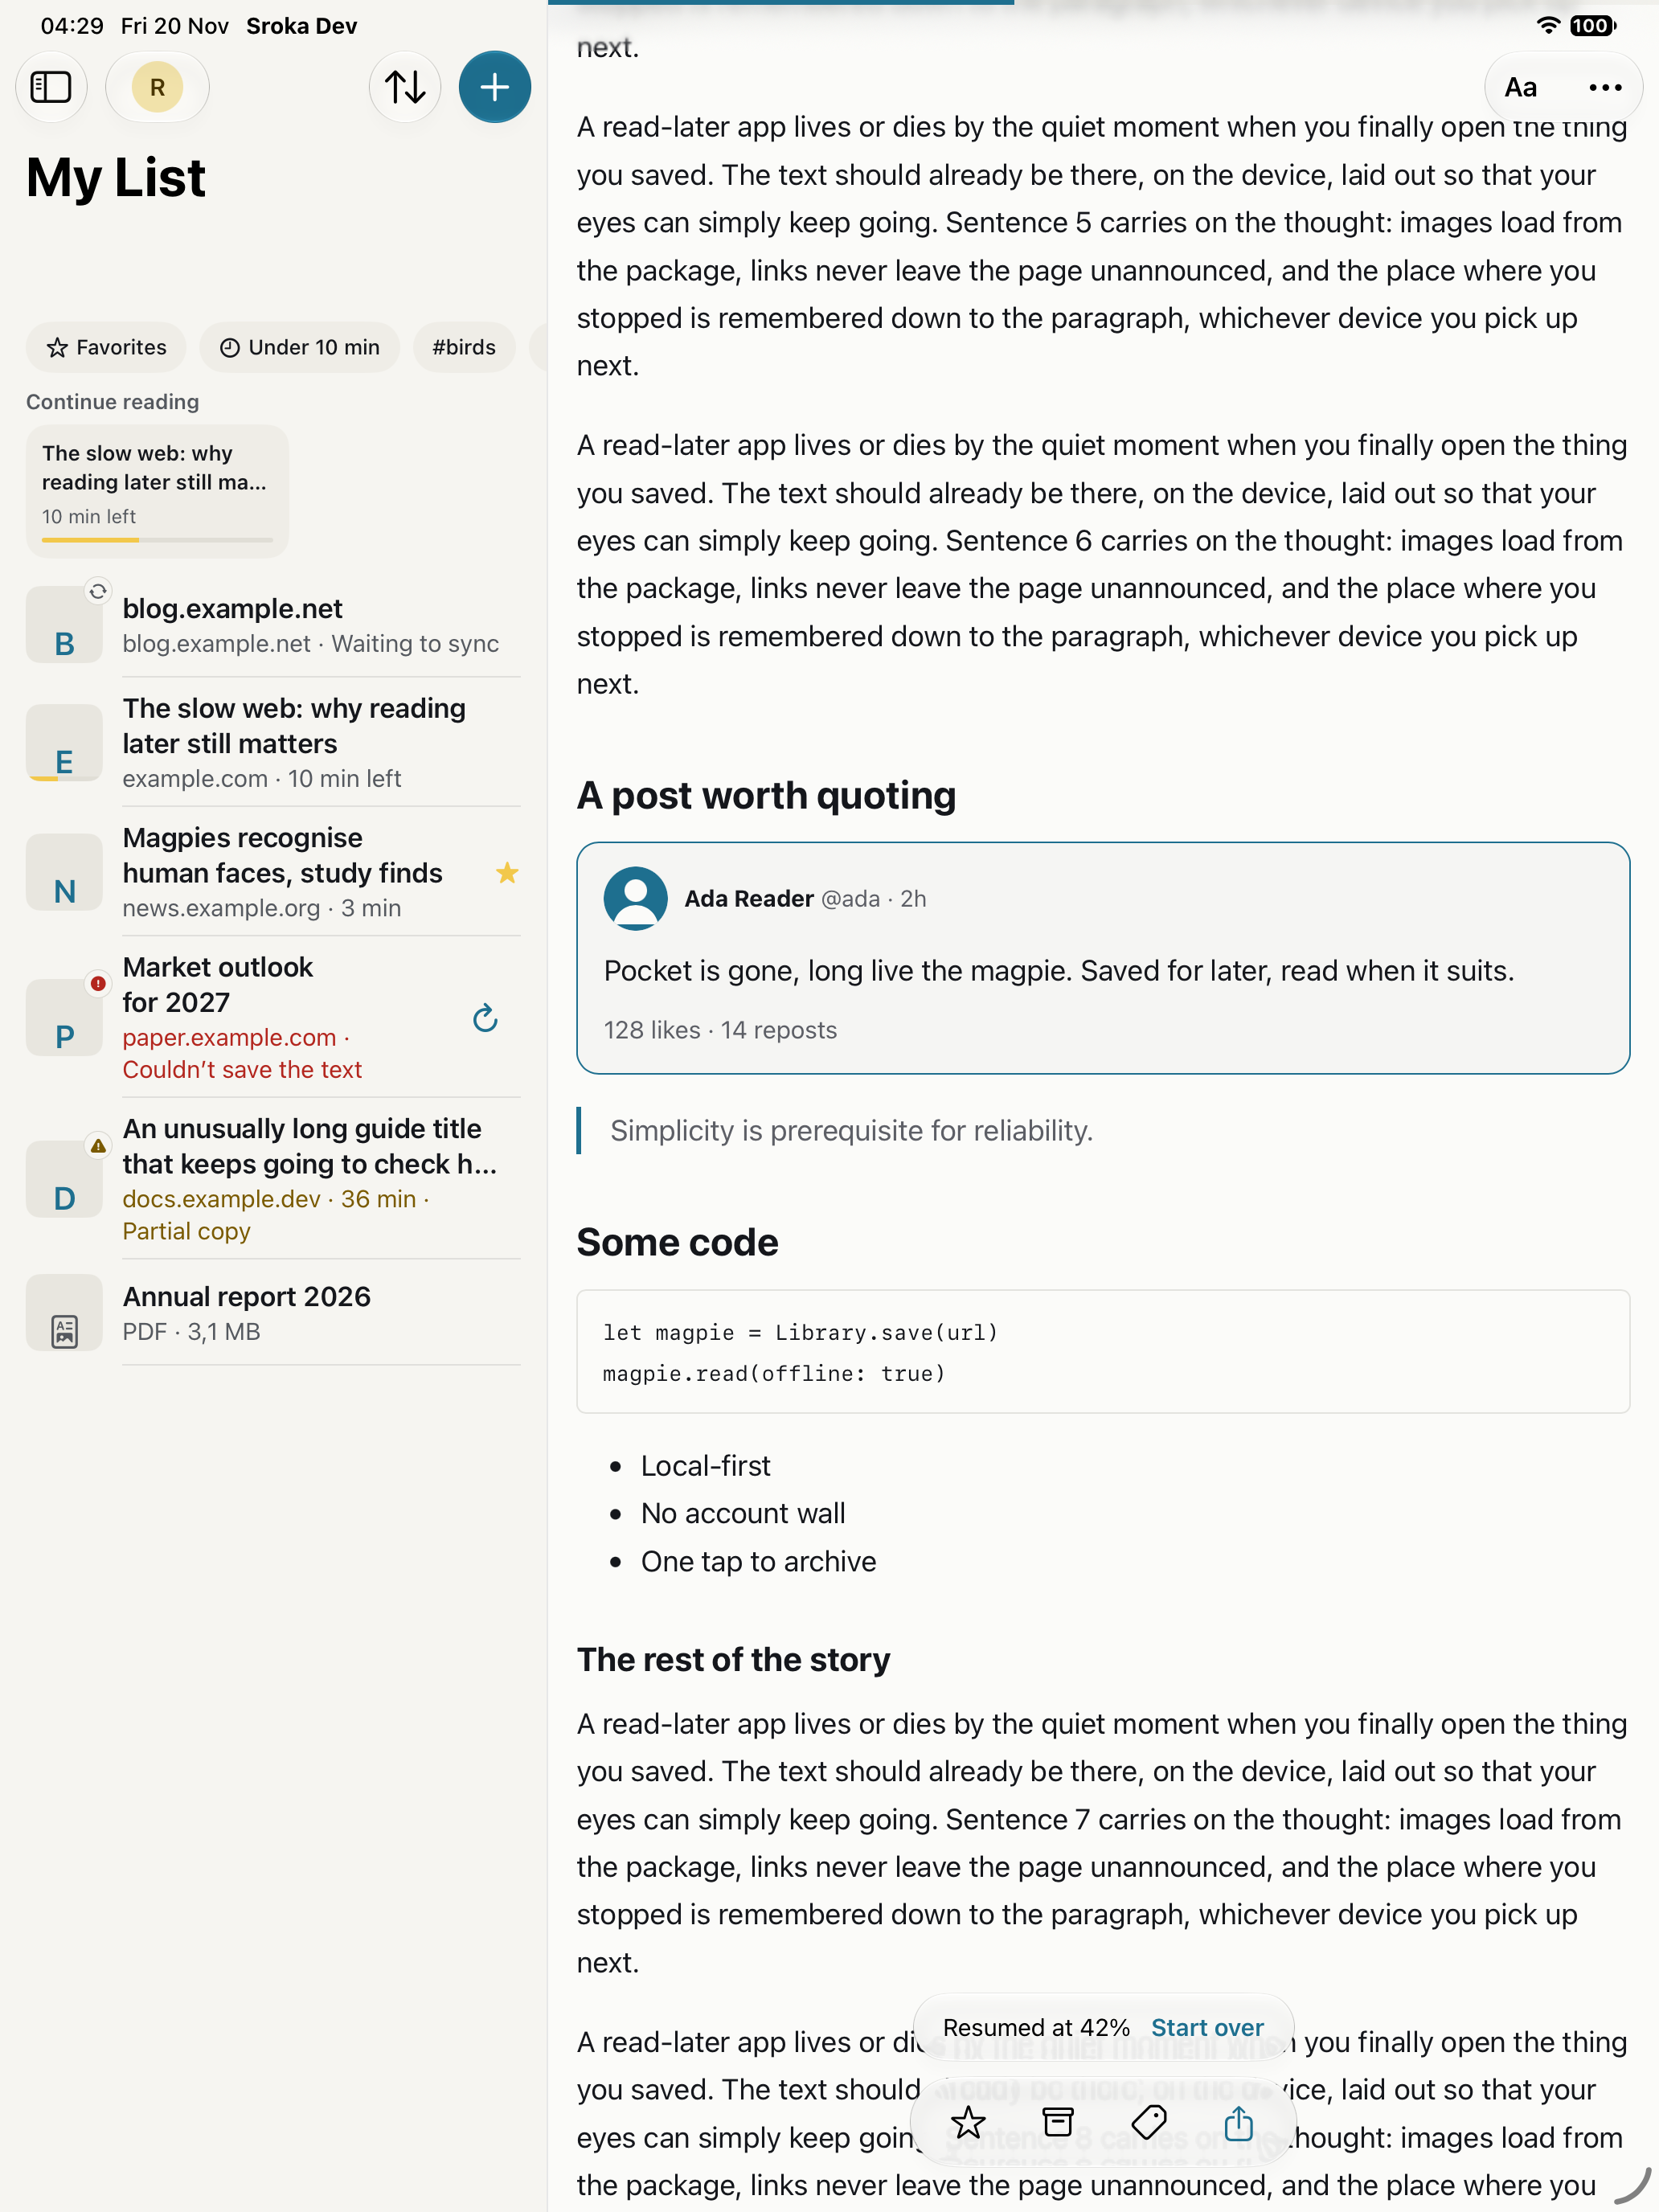 04:29 Fri 20 Nov Sroka Dev
100
R
My List
Favorites
Under 10 min
#birds
Continue reading
The slow web: why
reading later still ma...
10 min left
B
blog.example.net
blog.example.net · Waiting to sync
E
The slow web: why reading
later still matters
example.com · 10 min left
N
Magpies recognise
human faces, study finds
news.example.org · 3 min
P
Market outlook
for 2027
paper.example.com ·
Couldn’t save the text
D
An unusually long guide title
that keeps going to check h...
docs.example.dev · 36 min ·
Partial copy
Annual report 2026
PDF · 3,1 MB
Aa
next.
A read-later app lives or dies by the quiet moment when you finally open the thing
you saved. The text should already be there, on the device, laid out so that your
eyes can simply keep going. Sentence 5 carries on the thought: images load from
the package, links never leave the page unannounced, and the place where you
stopped is remembered down to the paragraph, whichever device you pick up
next.
A read-later app lives or dies by the quiet moment when you finally open the thing
you saved. The text should already be there, on the device, laid out so that your
eyes can simply keep going. Sentence 6 carries on the thought: images load from
the package, links never leave the page unannounced, and the place where you
stopped is remembered down to the paragraph, whichever device you pick up
next.
A post worth quoting
Ada Reader @ada · 2h
Pocket is gone, long live the magpie. Saved for later, read when it suits.
128 likes · 14 reposts
Simplicity is prerequisite for reliability.
Some code
let magpie = Library.save(url)
magpie.read(offline: true)
• Local-first
• No account wall
• One tap to archive
The rest of the story
A read-later app lives or dies by the quiet moment when you finally open the thing
you saved. The text should already be there, on the device, laid out so that your
eyes can simply keep going. Sentence 7 carries on the thought: images load from
the package, links never leave the page unannounced, and the place where you
stopped is remembered down to the paragraph, whichever device you pick up
next.
Resumed at 42% Start over
A read-later app lives or you finally open the thing
you saved. The text should laid out so that your
eyes can simply keep Sentence 8 carries on thought: images load from
the package, links never leave the page unannounced, and the place where you